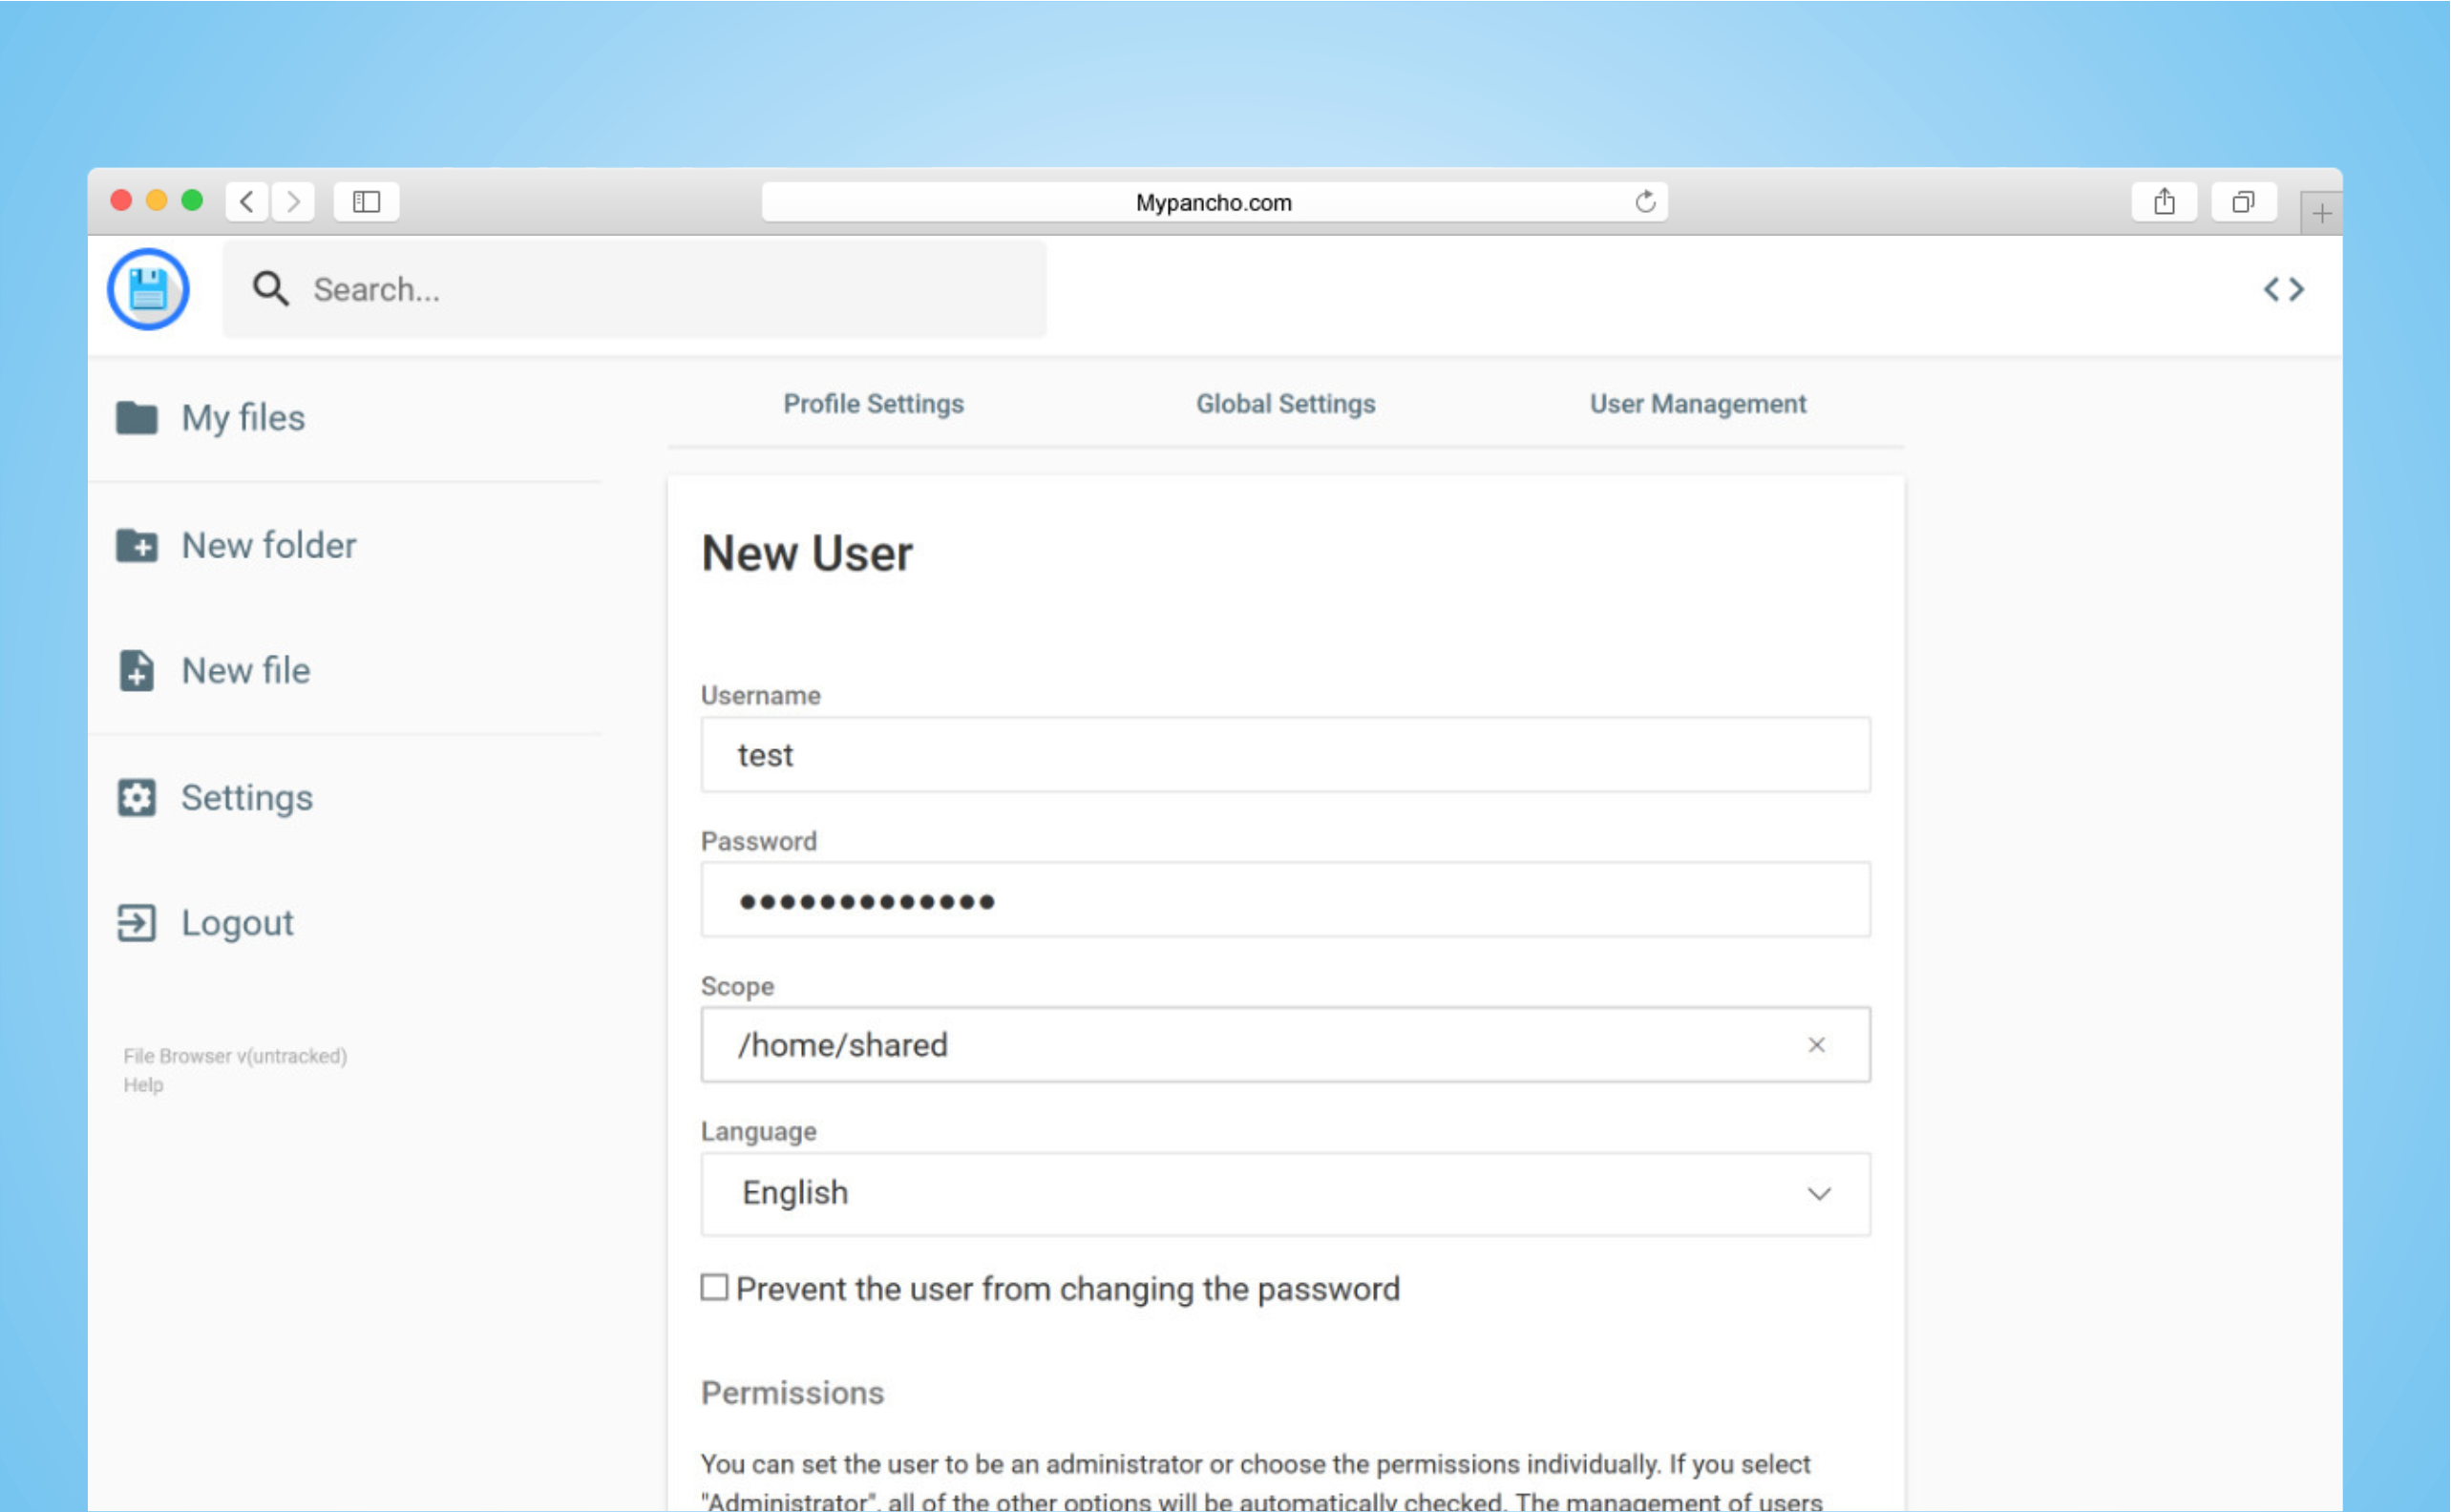 Mypancho.com
Search...
My files
New folder
New file
Settings
Logout
File Browser v(untracked)
Help
Profile Settings
Global Settings
User Management
New User
Username
test
Password
Scope
/home/shared
Language
English
Prevent the user from changing the password
Permissions
You can set the user to be an administrator or choose the permissions individually. If you select
"Administrator", all of the other options will be automatically checked. The management of users